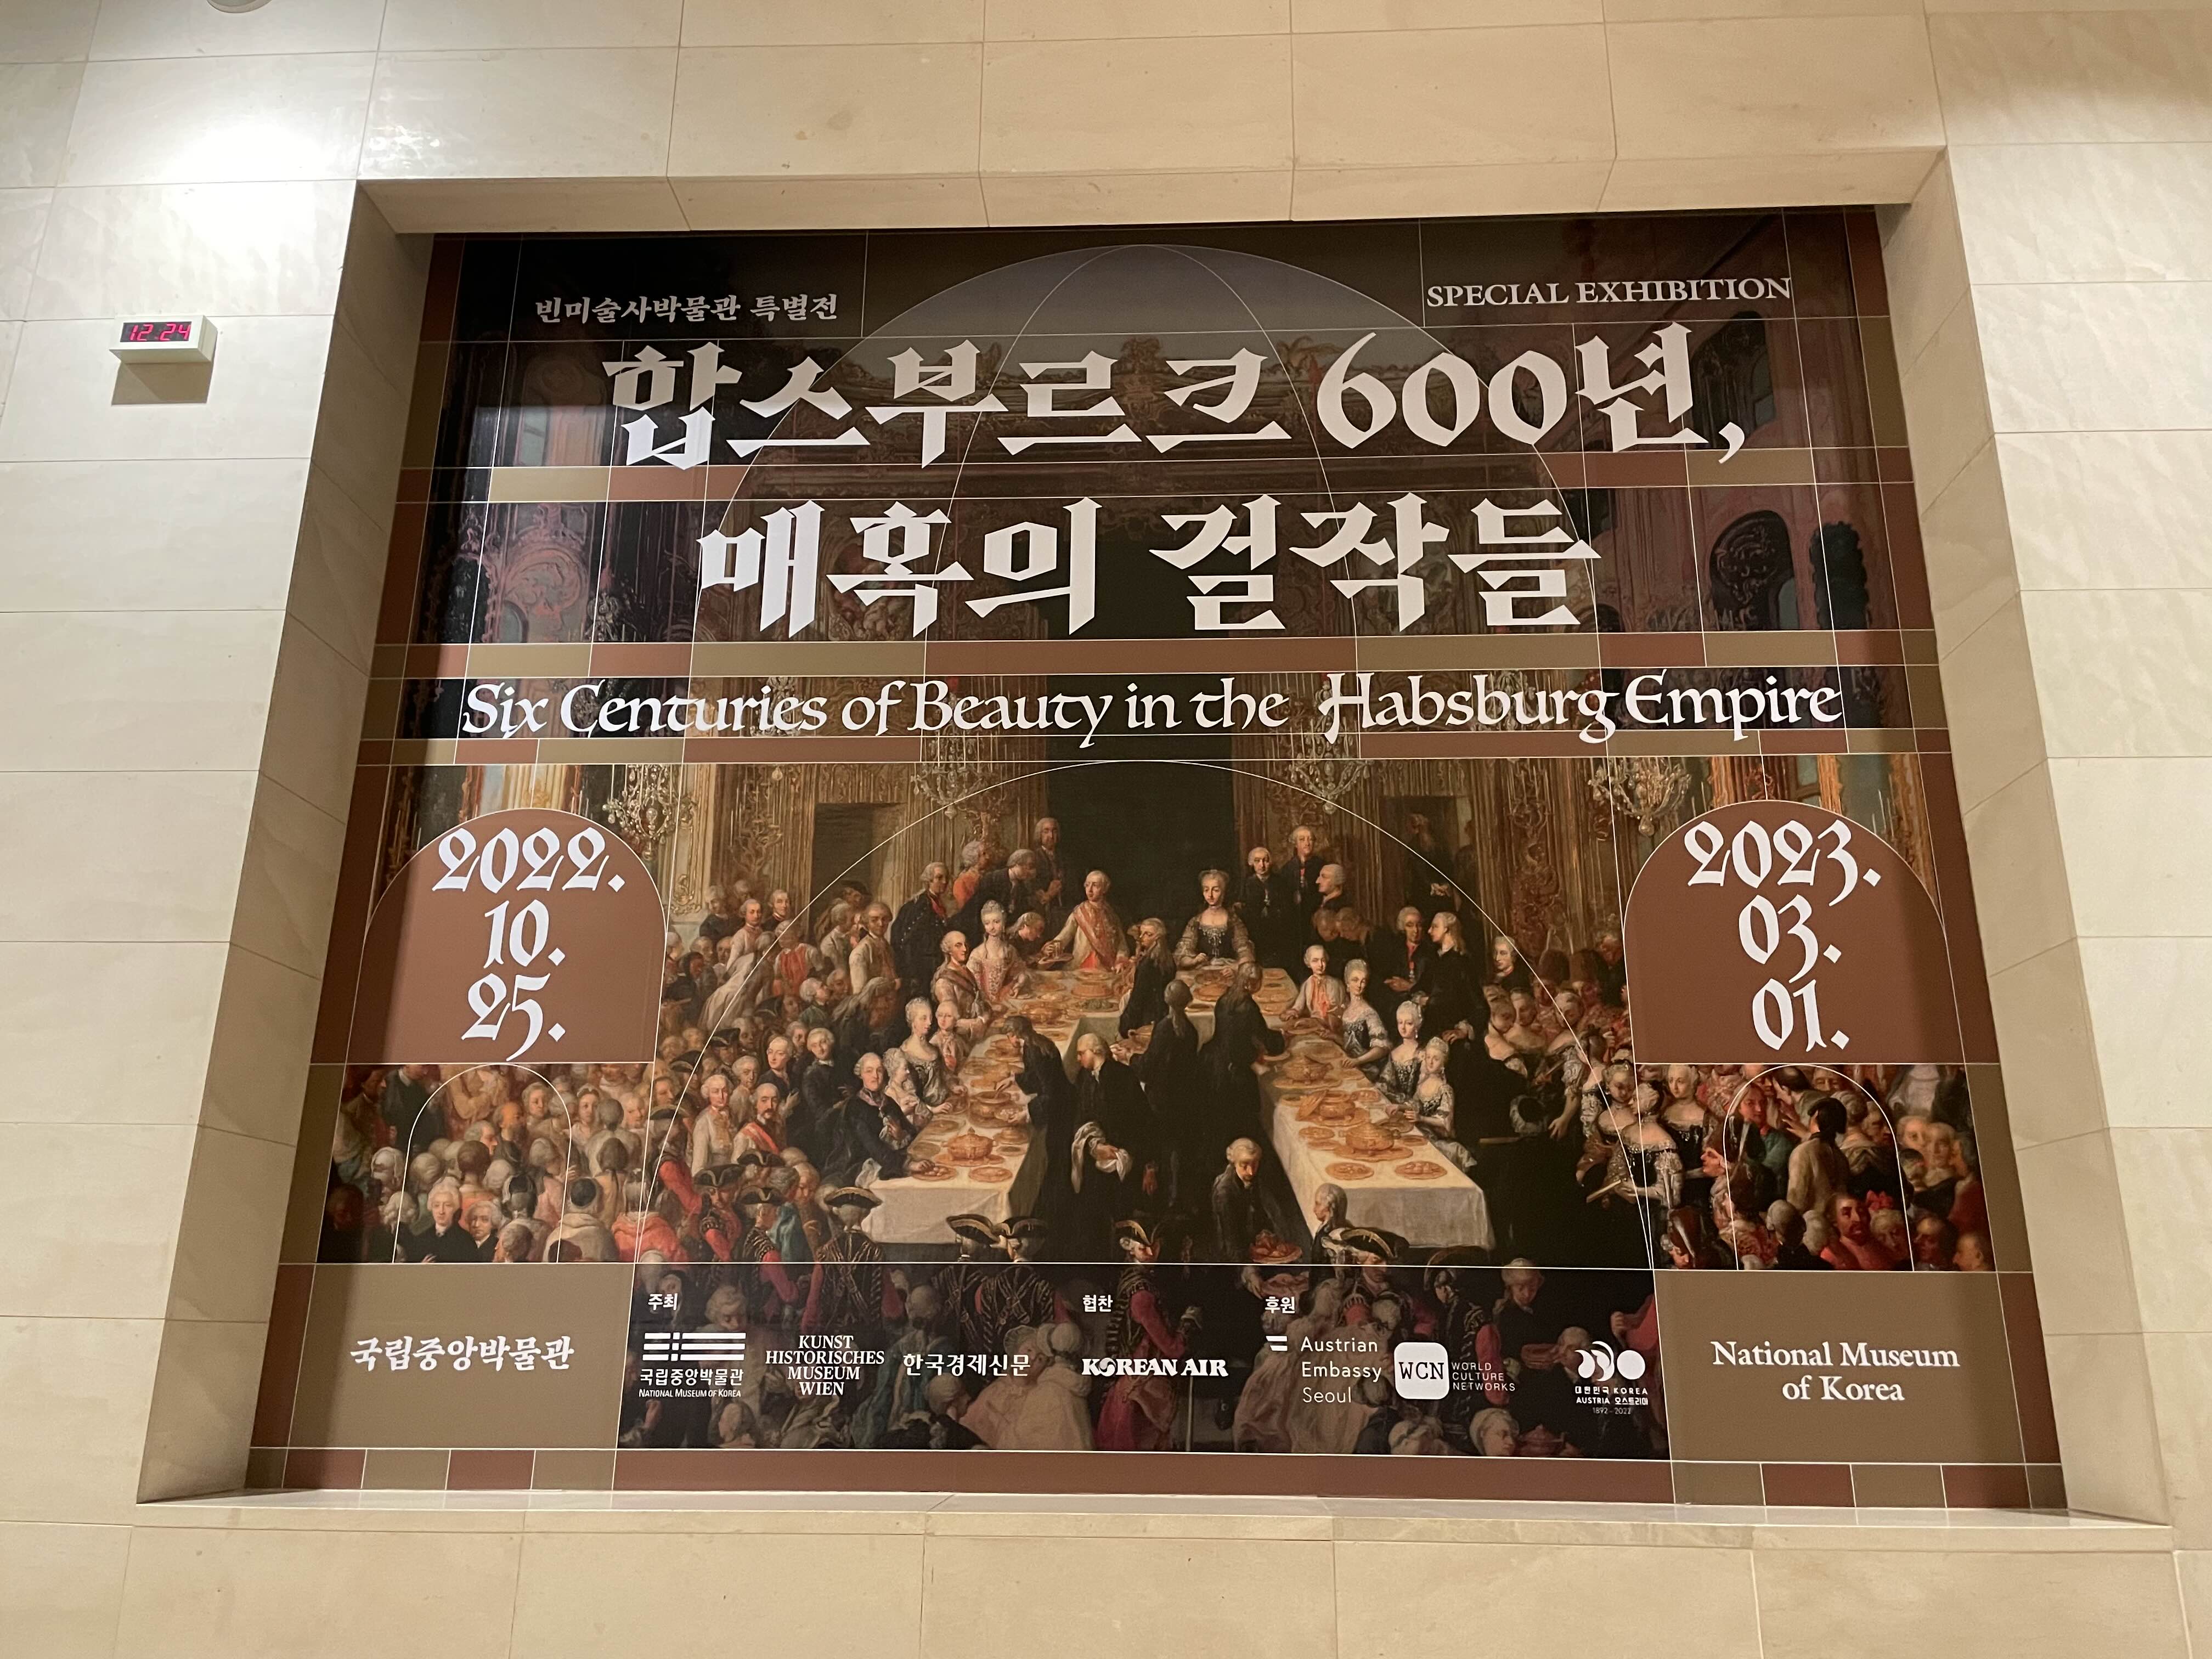 12:24
빈미술사박물관 특별전
SPECIAL EXHIBITION
합스부르크 600년,
매혹의 걸작들
Six Centuries of Beauty in the Habsburg Empire
2022.
10.
25.
2023.
03.
01.
국립중앙박물관
주최
국립중앙박물관
NATIONAL MUSEUM OF KOREA
KUNST
HISTORISCHES
MUSEUM
WIEN
한국경제신문
협찬
KOREAN AIR
후원
Austrian
Embassy
Seoul
WCN
WORLD
CULTURE
NETWORKS
대한민국 KOREA
AUSTRIA 오스트리아
1892 - 2022
National Museum
of Korea